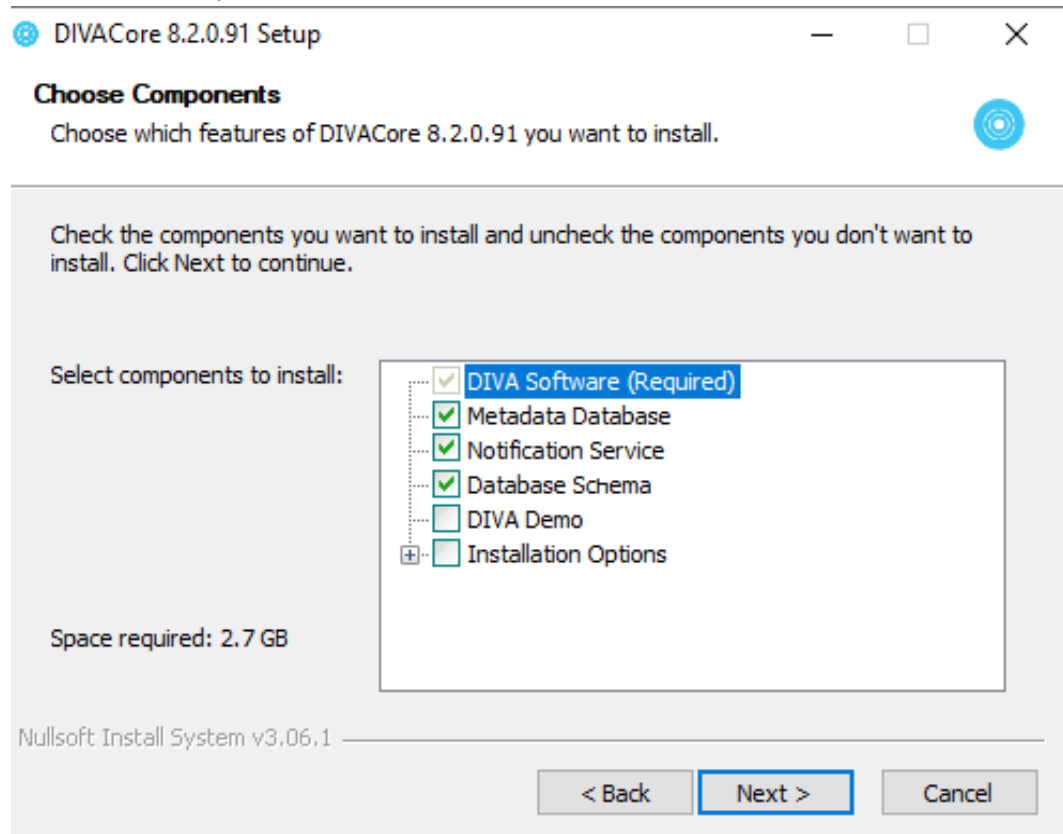 DIVACore 8.2.0.91 Setup
Choose Components
Choose which features of DIVACore 8.2.0.91 you want to install.
Check the components you want to install and uncheck the components you don't want to
install. Click Next to continue.
Select components to install:
DIVA Software (Required)
Metadata Database
Notification Service
Database Schema
DIVA Demo
Installation Options
Space required: 2.7 GB
Nullsoft Install System v3.06.1
< Back
Next >
Cancel